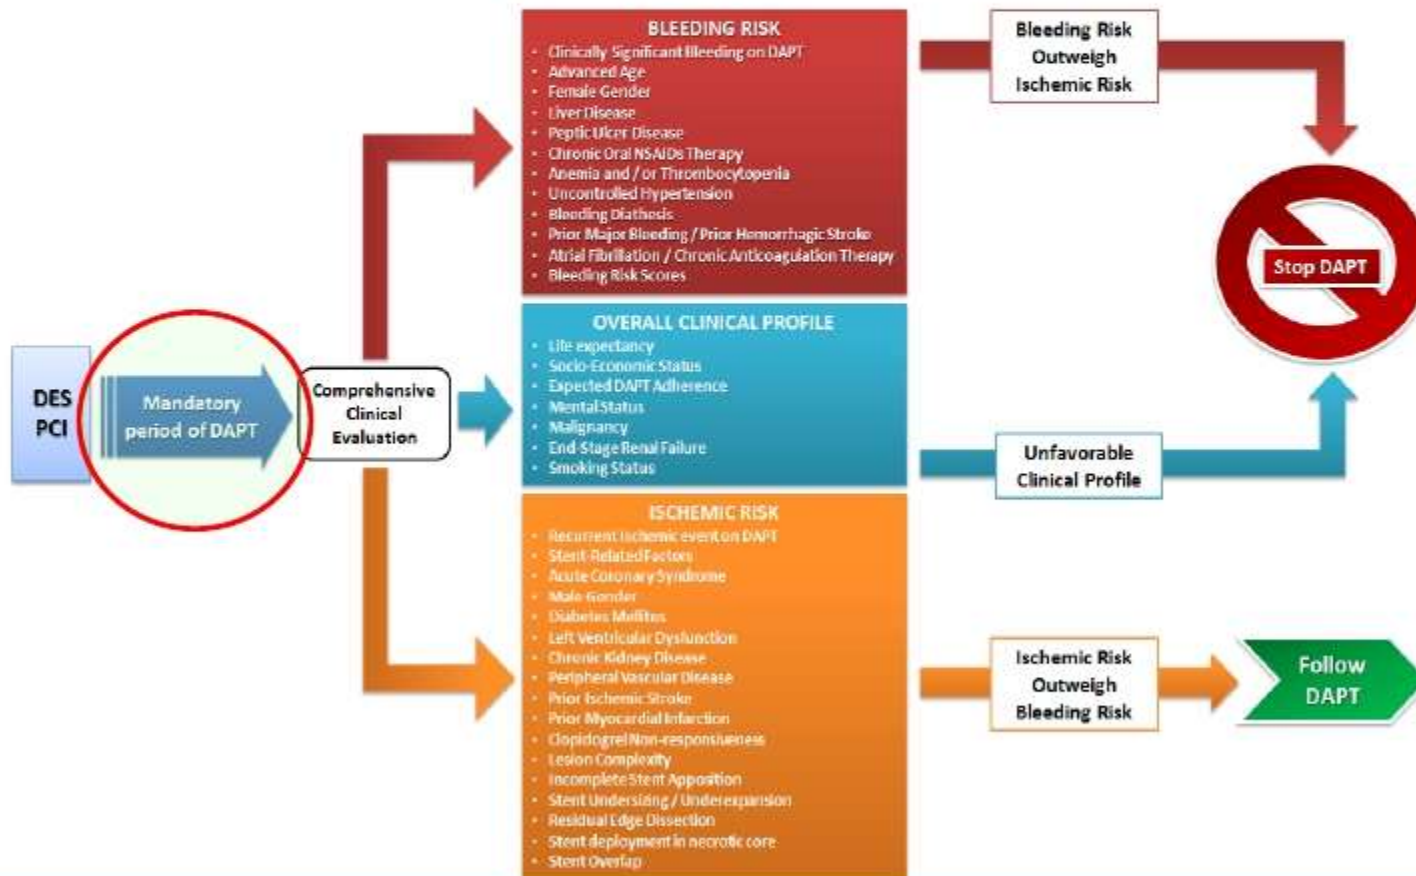 DES
PCI
Mandatory
period of DAPT
Comprehensive
Clinical
Evaluation
BLEEDING RISK
• Clinically Significant Bleeding on DAPT
• Advanced Age
• Female Gender
• Liver Disease
• Peptic Ulcer Disease
• Chronic Oral NSAIDs Therapy
• Anemia and / or Thrombocytopenia
• Uncontrolled Hypertension
• Bleeding Diathesis
• Prior Major Bleeding / Prior Hemorrhagic Stroke
• Atrial Fibrillation / Chronic Anticoagulation Therapy
• Bleeding Risk Scores
OVERALL CLINICAL PROFILE
• Life expectancy
• Socio-Economic Status
• Expected DAPT Adherence
• Mental Status
• Malignancy
• End-Stage Renal Failure
• Smoking Status
ISCHEMIC RISK
• Recurrent Ischemic event on DAPT
• Stent-Related Factors
• Acute Coronary Syndrome
• Male Gender
• Diabetes Mellitus
• Left Ventricular Dysfunction
• Chronic Kidney Disease
• Peripheral Vascular Disease
• Prior Ischemic Stroke
• Prior Myocardial Infarction
• Clopidogrel Non-responsiveness
• Lesion Complexity
• Incomplete Stent Apposition
• Stent Undersizing / Underexpansion
• Residual Edge Dissection
• Stent deployment in necrotic core
• Stent Overlap
Bleeding Risk
Outweigh
Ischemic Risk
Stop DAPT
Unfavorable
Clinical Profile
Ischemic Risk
Outweigh
Bleeding Risk
Follow
DAPT